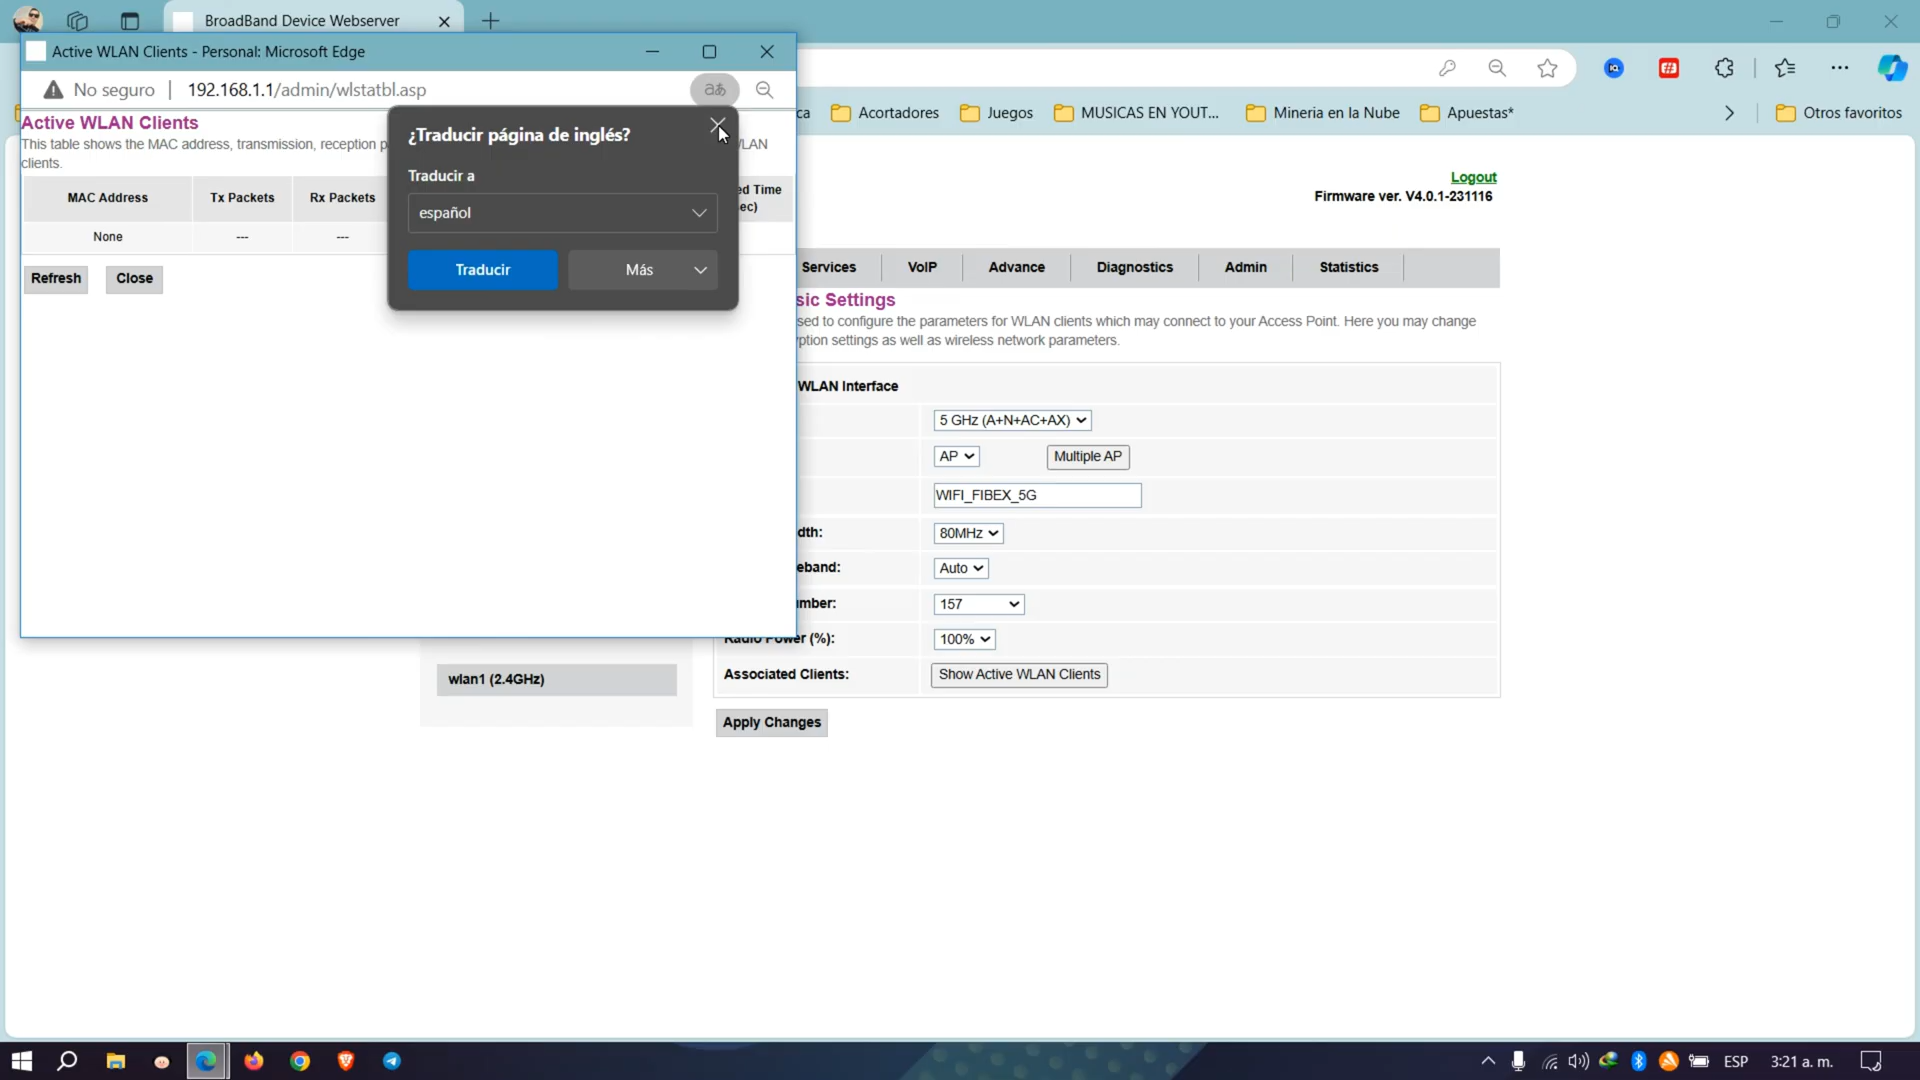 BroadBand Device Webserver
Active WLAN Clients - Personal: Microsoft Edge
No seguro | 192.168.1.1/admin/wlstatbl.asp
aあ
ca
Acortadores
Juegos
MUSICAS EN YOUT...
Mineria en la Nube
Apuestas*
Otros favoritos
Active WLAN Clients
This table shows the MAC address, transmission, reception p
LAN
clients.
MAC Address
Tx Packets
Rx Packets
ed Time
ec)
None
---
---
Refresh
Close
¿Traducir página de inglés?
Traducir a
español
Traducir
Más
Logout
Firmware ver. V4.0.1-231116
Services
VoIP
Advance
Diagnostics
Admin
Statistics
sic Settings
sed to configure the parameters for WLAN clients which may connect to your Access Point. Here you may change
ption settings as well as wireless network parameters.
WLAN Interface
5 GHz (A+N+AC+AX)
AP
Multiple AP
WIFI_FIBEX_5G
dth:
80MHz
eband:
Auto
mber:
157
Radio Power (%):
100%
wlan1 (2.4GHz)
Associated Clients:
Show Active WLAN Clients
Apply Changes
ESP
3:21 a. m.